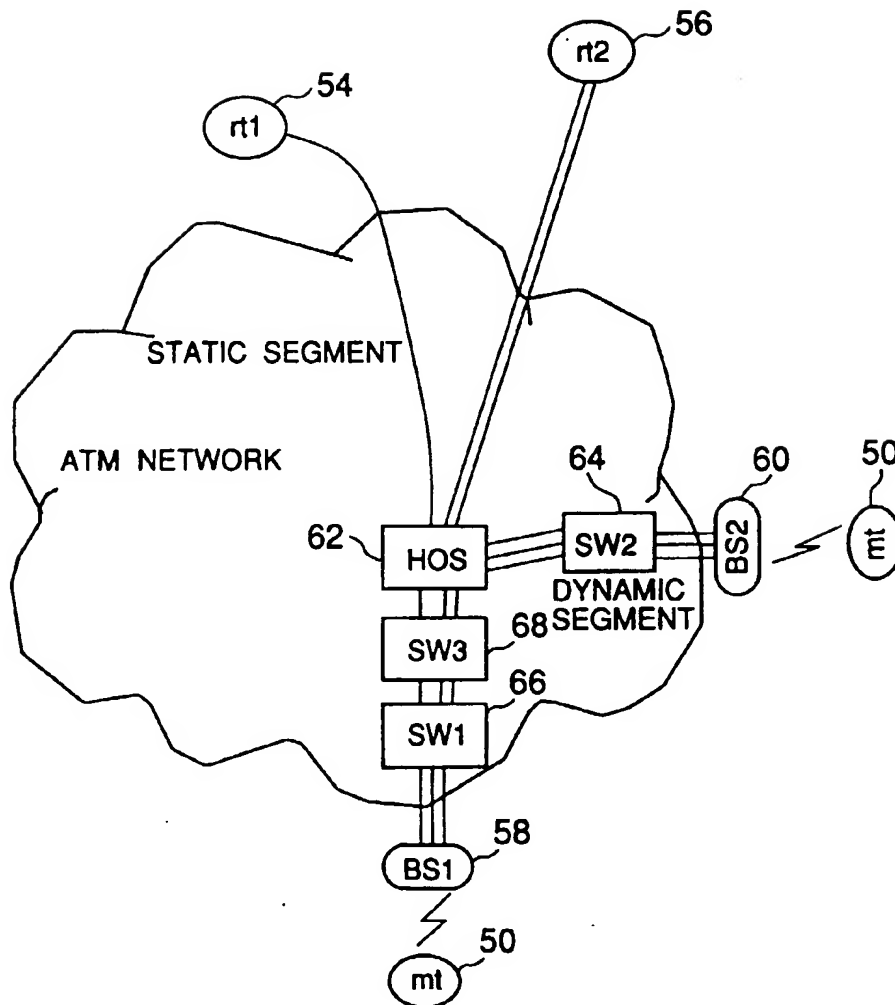 56
rt2
54
rt1
STATIC SEGMENT
ATM NETWORK
64
60
50
62
HOS
SW2
BS2
mt
DYNAMIC
SEGMENT
68
SW3
66
SW1
58
BS1
50
mt